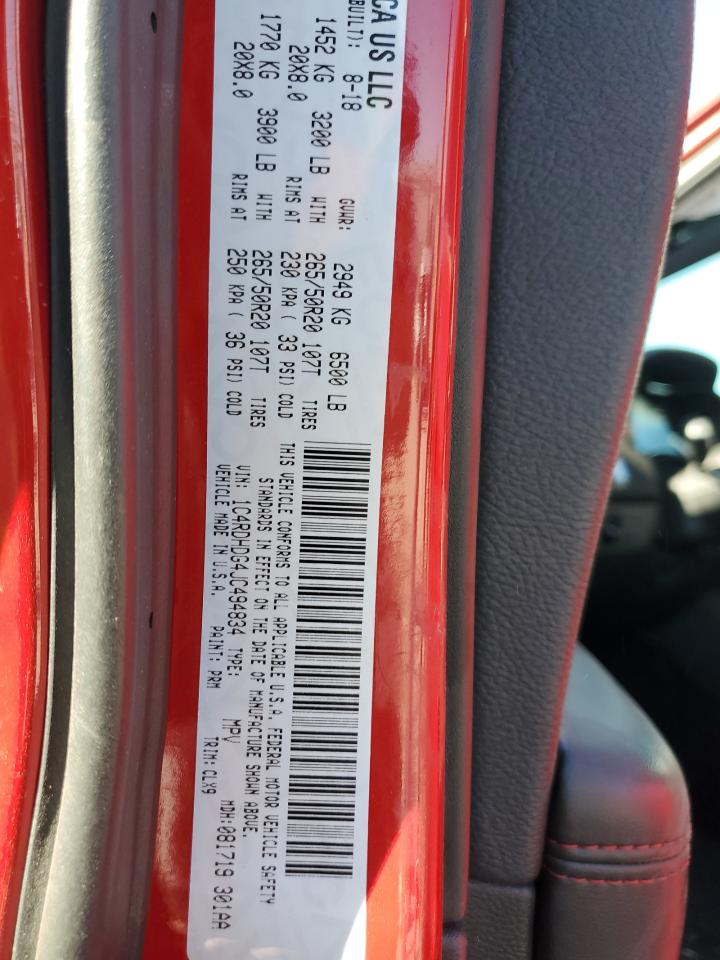 CA US LLC
BUILT): 8-18 GVWR: 2949 KG 6500 LB
1452 KG 3200 LB WITH 265/50R20 107T TIRES
20X8.0 RIMS AT 230 KPA ( 33 PSI) COLD
1770 KG 3900 LB WITH 265/50R20 107T TIRES
20X8.0 RIMS AT 250 KPA ( 36 PSI) COLD
THIS VEHICLE CONFORMS TO ALL APPLICABLE U.S.A. FEDERAL MOTOR VEHICLE SAFETY
STANDARDS IN EFFECT ON THE DATE OF MANUFACTURE SHOWN ABOVE.
VIN: 1C4RDHDG4JC494834 TYPE: MPV MDH:081719 301AA
VEHICLE MADE IN U.S.A. PAINT: PRM TRIM:CLX9